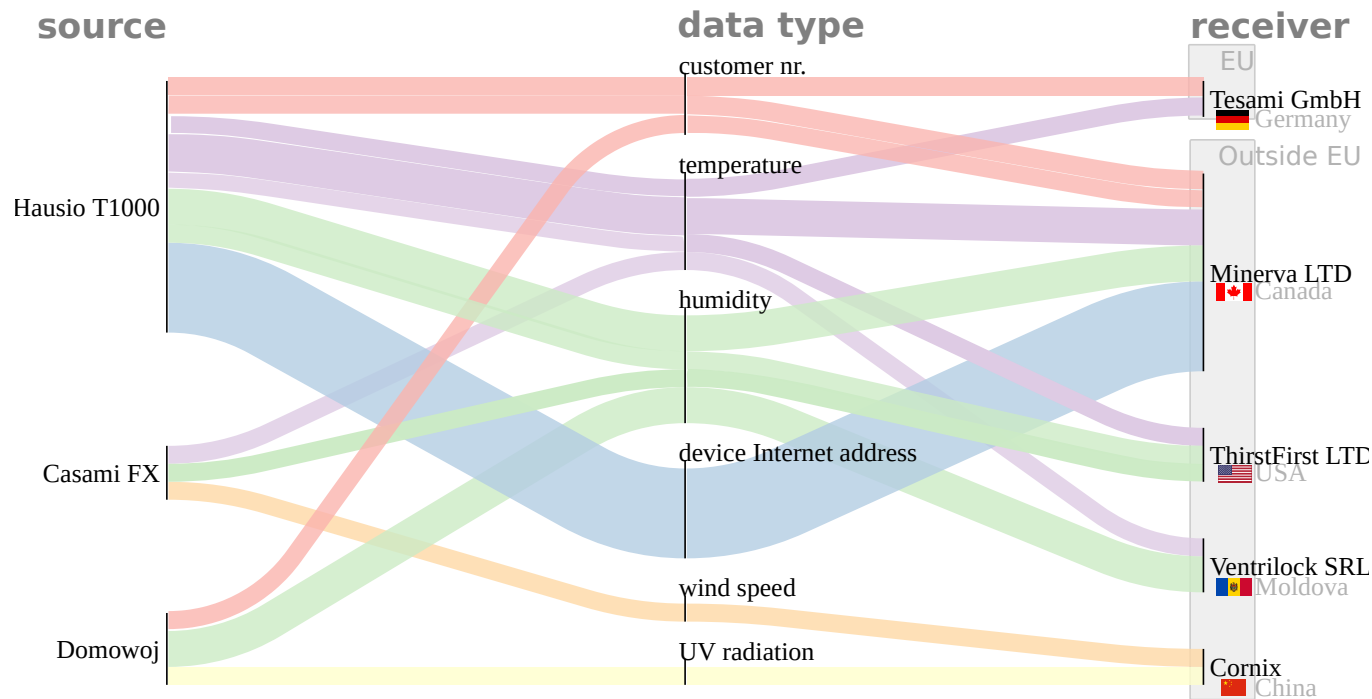 source
data type
receiver
customer nr.
EU
Tesami GmbH
Germany
temperature
Outside EU
Hausio T1000
humidity
Minerva LTD
Canada
device Internet address
Casami FX
ThirstFirst LTD
USA
wind speed
Ventrilock SRL
Moldova
Domowoj
UV radiation
Cornix
China